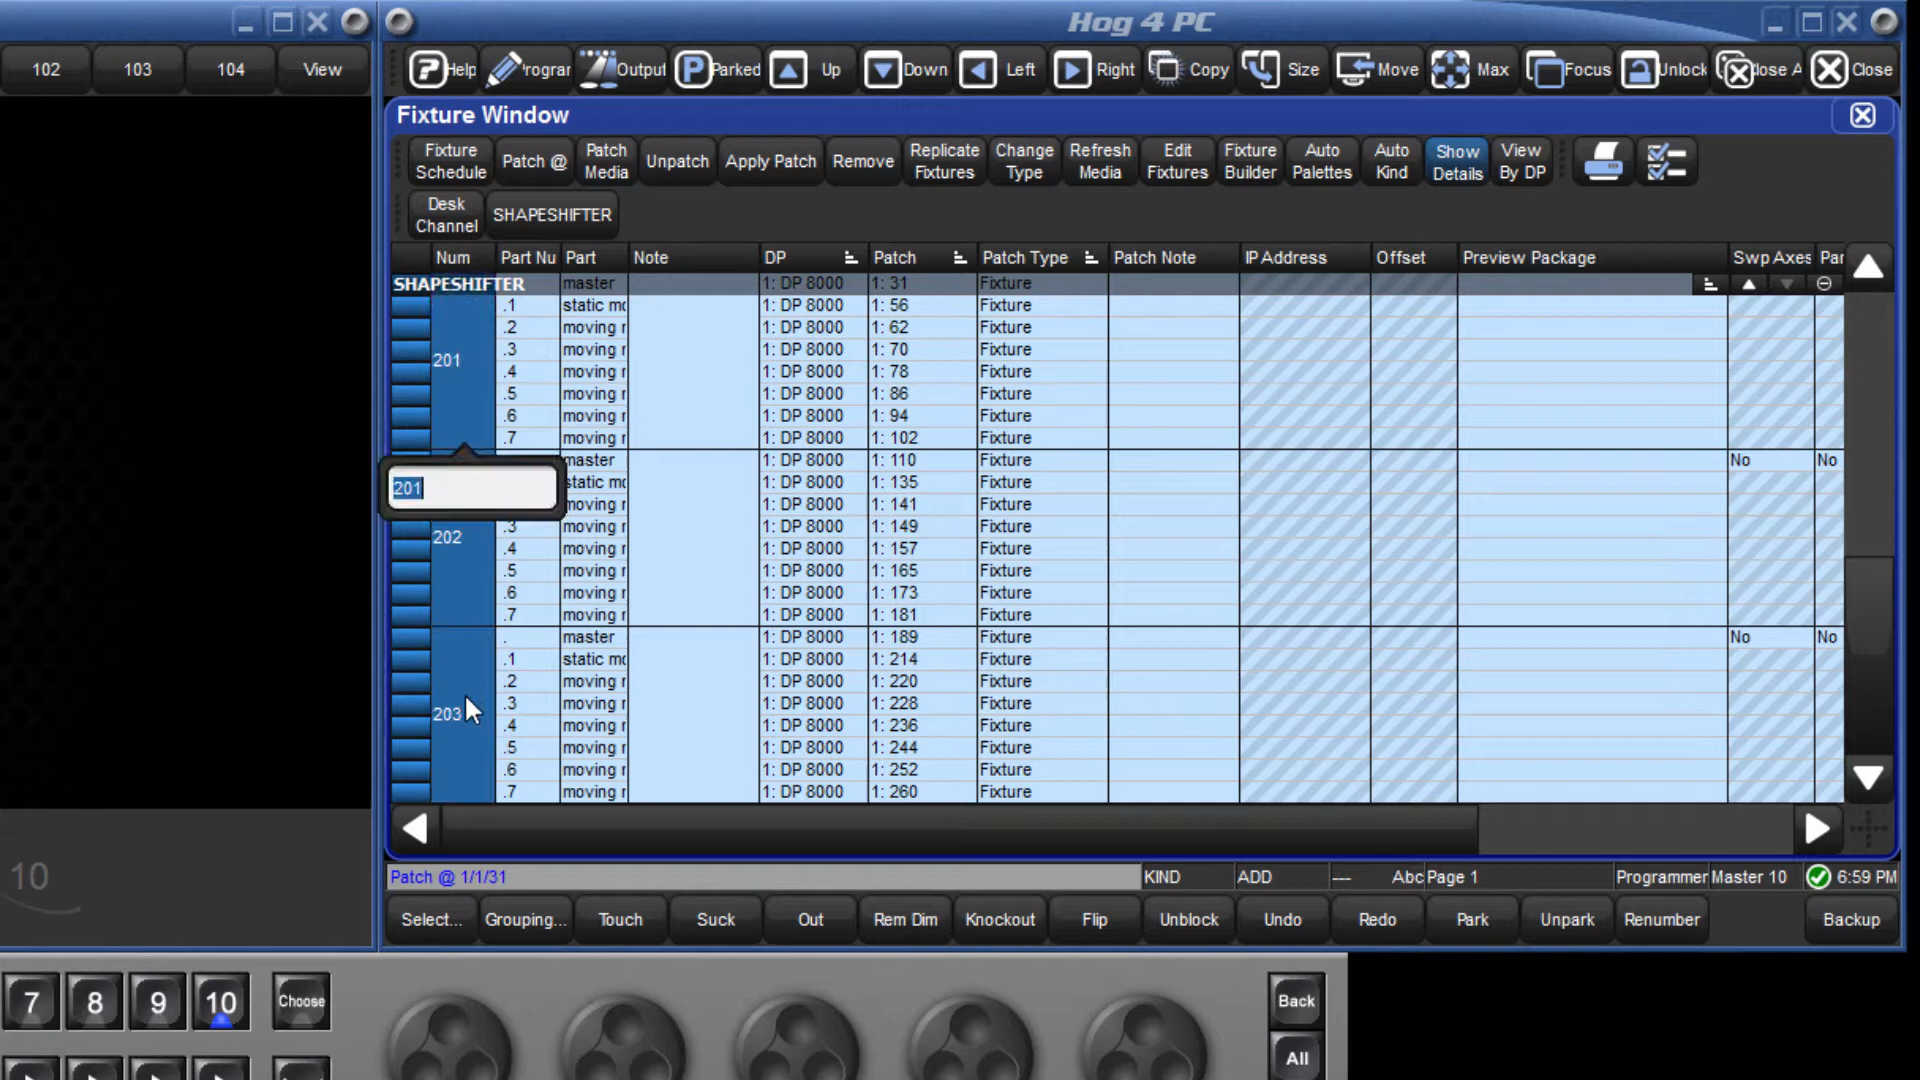 Hog 4 PC
102 103 104 View
Help Progran Output Parked Up Down Left Right Copy Size Move Max Focus Unlock Close A Close
Fixture Window
Fixture Schedule Patch @ Patch Media Unpatch Apply Patch Remove Replicate Fixtures Change Type Refresh Media Edit Fixtures Fixture Builder Auto Palettes Auto Kind Show Details View By DP
Desk Channel SHAPESHIFTER
Num Part Nu Part Note DP Patch Patch Type Patch Note IP Address Offset Preview Package Swp Axes Par
SHAPESHIFTER master 1: DP 8000 1: 31 Fixture
.1 static mo 1: DP 8000 1: 56 Fixture
.2 moving r 1: DP 8000 1: 62 Fixture
201 .3 moving r 1: DP 8000 1: 70 Fixture
.4 moving r 1: DP 8000 1: 78 Fixture
.5 moving r 1: DP 8000 1: 86 Fixture
.6 moving r 1: DP 8000 1: 94 Fixture
.7 moving r 1: DP 8000 1: 102 Fixture
master 1: DP 8000 1: 110 Fixture No No
201 static mo 1: DP 8000 1: 135 Fixture
moving r 1: DP 8000 1: 141 Fixture
202 .3 moving r 1: DP 8000 1: 149 Fixture
.4 moving r 1: DP 8000 1: 157 Fixture
.5 moving r 1: DP 8000 1: 165 Fixture
.6 moving r 1: DP 8000 1: 173 Fixture
.7 moving r 1: DP 8000 1: 181 Fixture
. master 1: DP 8000 1: 189 Fixture No No
.1 static mo 1: DP 8000 1: 214 Fixture
.2 moving r 1: DP 8000 1: 220 Fixture
203 .3 moving r 1: DP 8000 1: 228 Fixture
.4 moving r 1: DP 8000 1: 236 Fixture
.5 moving r 1: DP 8000 1: 244 Fixture
.6 moving r 1: DP 8000 1: 252 Fixture
.7 moving r 1: DP 8000 1: 260 Fixture
10
Patch @ 1/1/31 KIND ADD --- Abc Page 1 Programmer Master 10 6:59 PM
Select... Grouping... Touch Suck Out Rem Dim Knockout Flip Unblock Undo Redo Park Unpark Renumber Backup
7 8 9 10 Choose Back
All